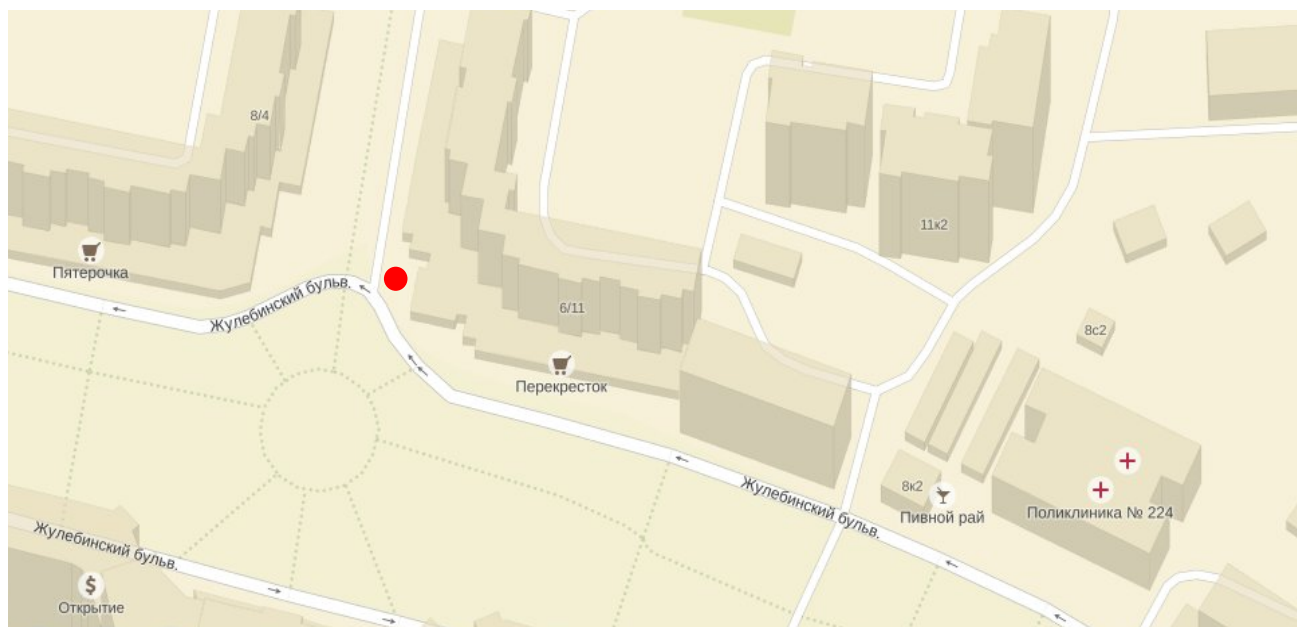 8/4
11к2
Пятерочка
Жулебинский бульв.
6/11
8с2
Перекресток
8к2
Жулебинский бульв.
Пивной рай
Поликлиника № 224
Жулебинский бульв.
$
Открытие